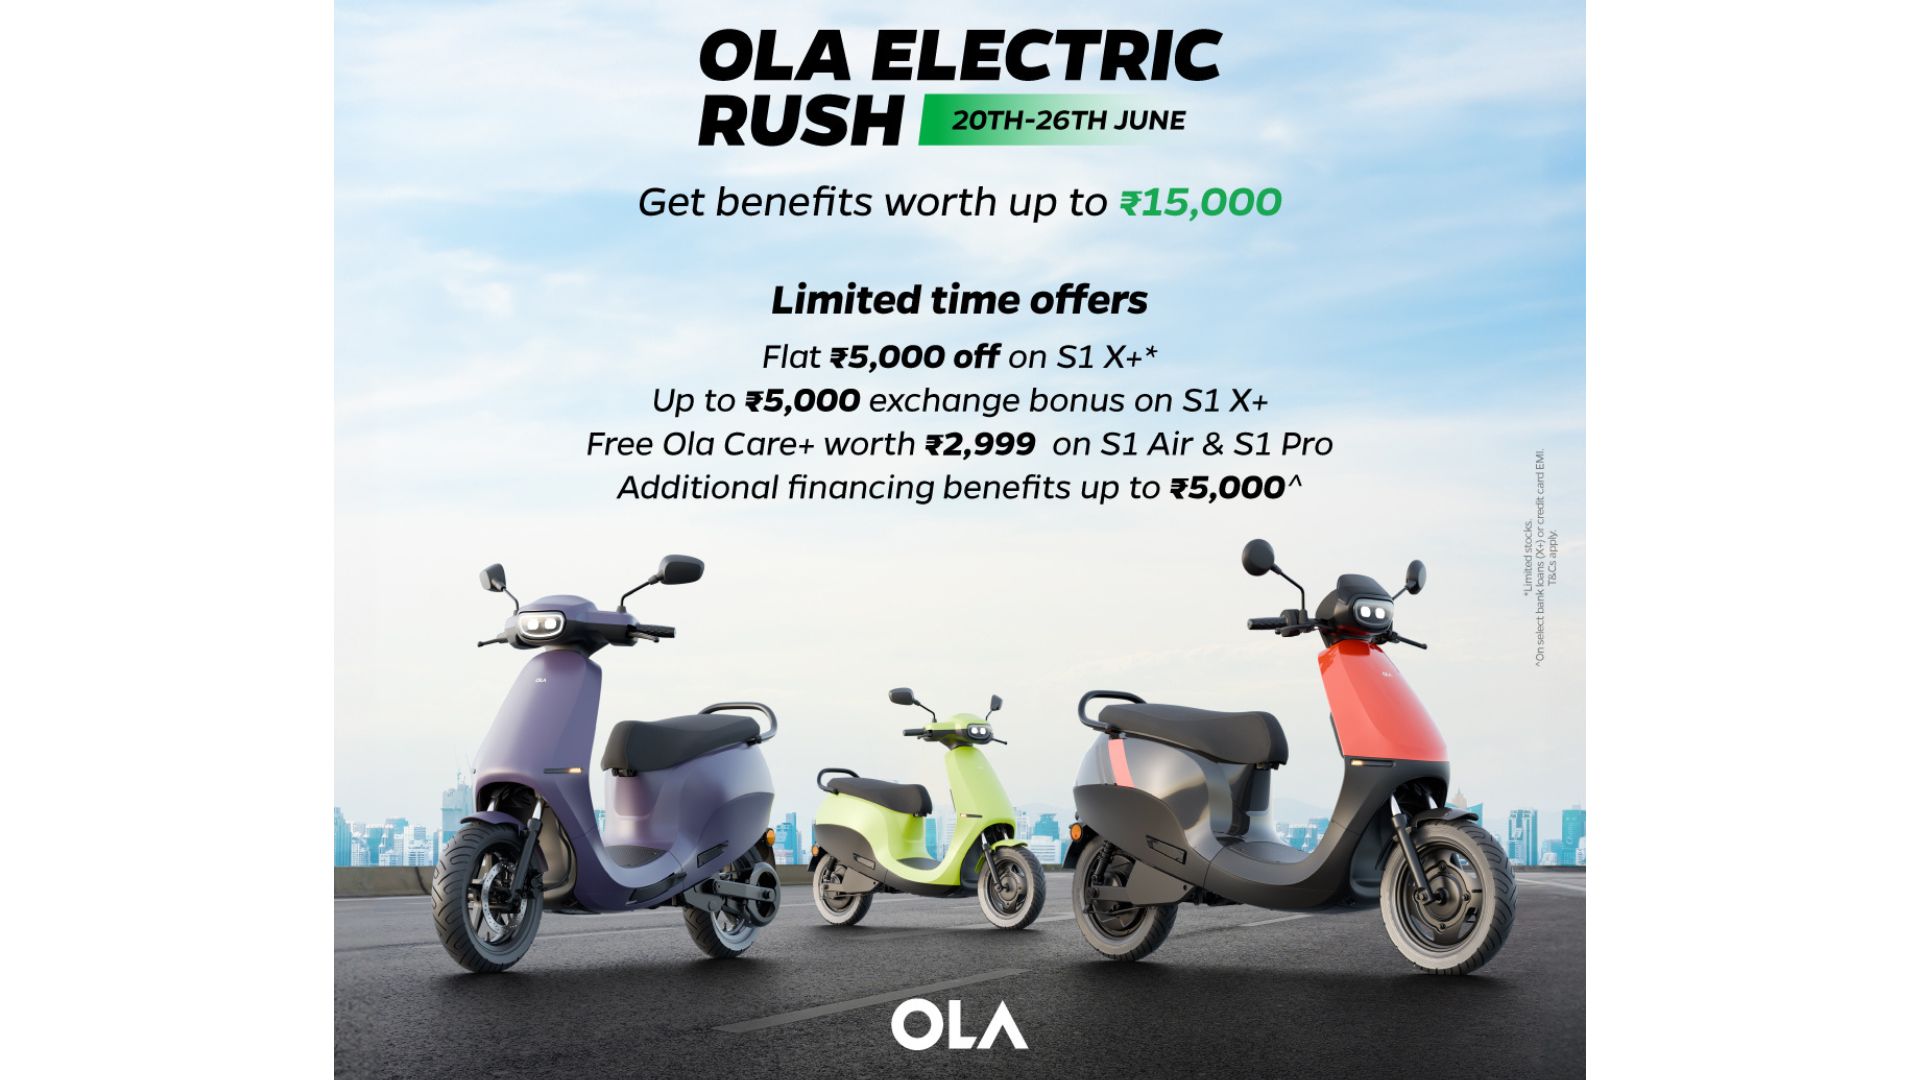 OLA ELECTRIC
RUSH 20TH-26TH JUNE
Get benefits worth up to ₹15,000
Limited time offers
Flat ₹5,000 off on S1 X+*
Up to ₹5,000 exchange bonus on S1 X+
Free Ola Care+ worth ₹2,999 on S1 Air & S1 Pro
Additional financing benefits up to ₹5,000^
*Limited stocks.
^On select bank loans (X+) or credit card EMI.
T&Cs apply.
OLA
OLA
OLA